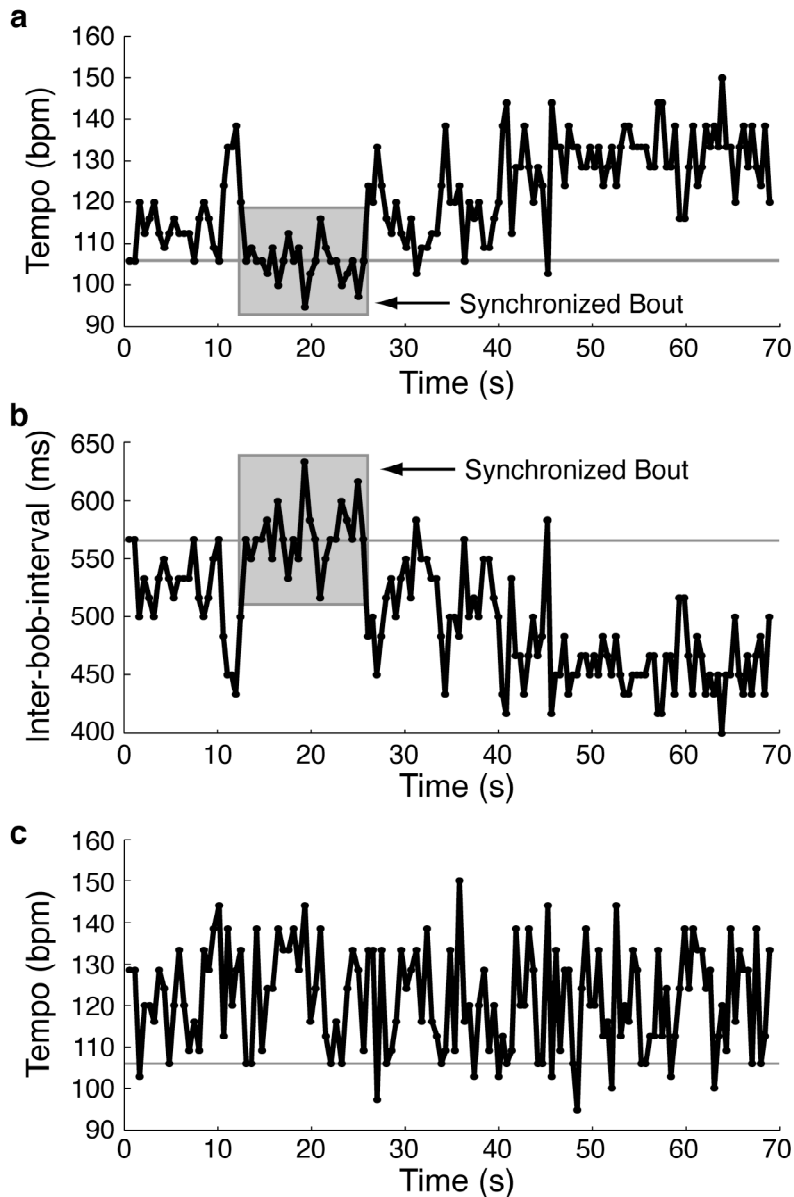 a
160
150
140
130
120
110
100
90
Tempo (bpm)
Synchronized Bout
0 10 20 30 40 50 60 70
Time (s)
b
650
600
550
500
450
400
Inter-bob-interval (ms)
Synchronized Bout
0 10 20 30 40 50 60 70
Time (s)
c
160
150
140
130
120
110
100
90
Tempo (bpm)
0 10 20 30 40 50 60 70
Time (s)